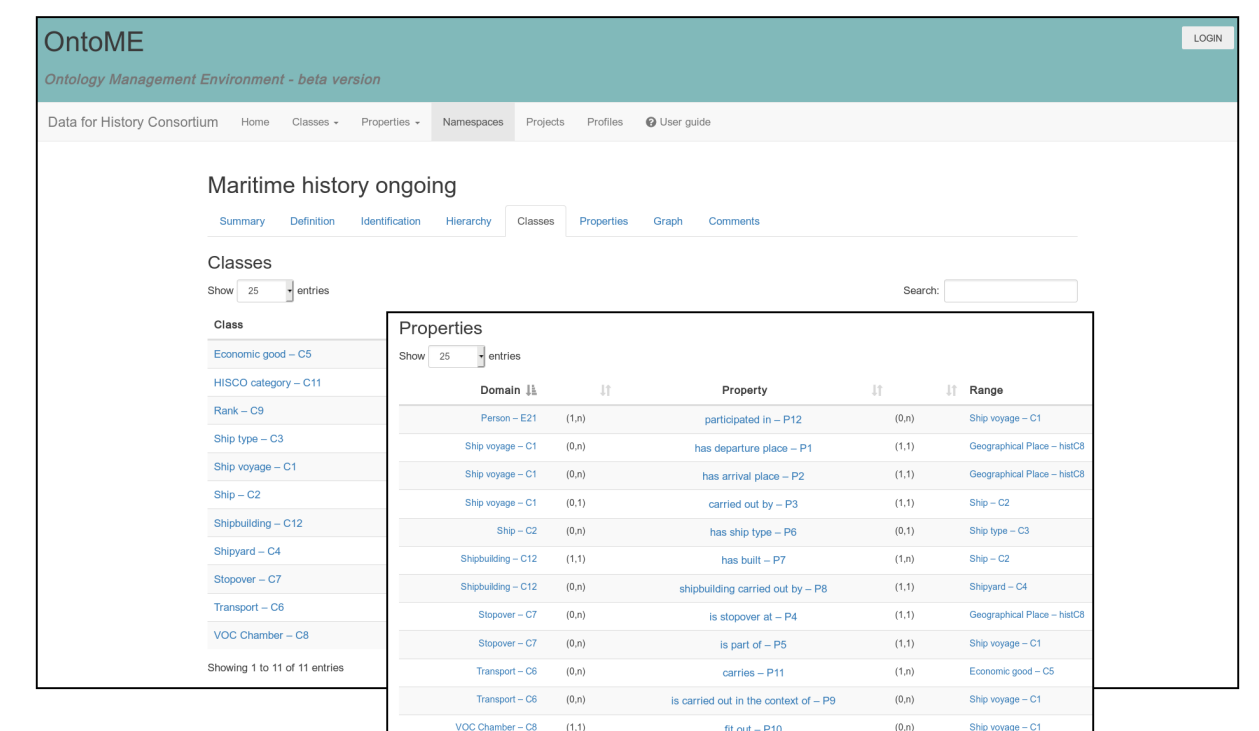 OntoME
LOGIN
Ontology Management Environment - beta version
Data for History Consortium Home Classes Properties Namespaces Projects Profiles User guide
Maritime history ongoing
Summary Definition Identification Hierarchy Classes Properties Graph Comments
Classes
Show 25 entries Search:
Class
Economic good – C5
HISCO category – C11
Rank – C9
Ship type – C3
Ship voyage – C1
Ship – C2
Shipbuilding – C12
Shipyard – C4
Stopover – C7
Transport – C6
VOC Chamber – C8
Showing 1 to 11 of 11 entries
Properties
Show 25 entries
Domain Property Range
Person – E21 (1,n) participated in – P12 (0,n) Ship voyage – C1
Ship voyage – C1 (0,n) has departure place – P1 (1,1) Geographical Place – histC8
Ship voyage – C1 (0,n) has arrival place – P2 (1,1) Geographical Place – histC8
Ship voyage – C1 (0,1) carried out by – P3 (1,1) Ship – C2
Ship – C2 (0,n) has ship type – P6 (0,1) Ship type – C3
Shipbuilding – C12 (1,1) has built – P7 (1,n) Ship – C2
Shipbuilding – C12 (0,n) shipbuilding carried out by – P8 (1,1) Shipyard – C4
Stopover – C7 (0,n) is stopover at – P4 (1,1) Geographical Place – histC8
Stopover – C7 (0,n) is part of – P5 (1,1) Ship voyage – C1
Transport – C6 (0,n) carries – P11 (1,n) Economic good – C5
Transport – C6 (0,n) is carried out in the context of – P9 (0,n) Ship voyage – C1
VOC Chamber – C8 (1,1) fit out – P10 (0,n) Ship voyage – C1